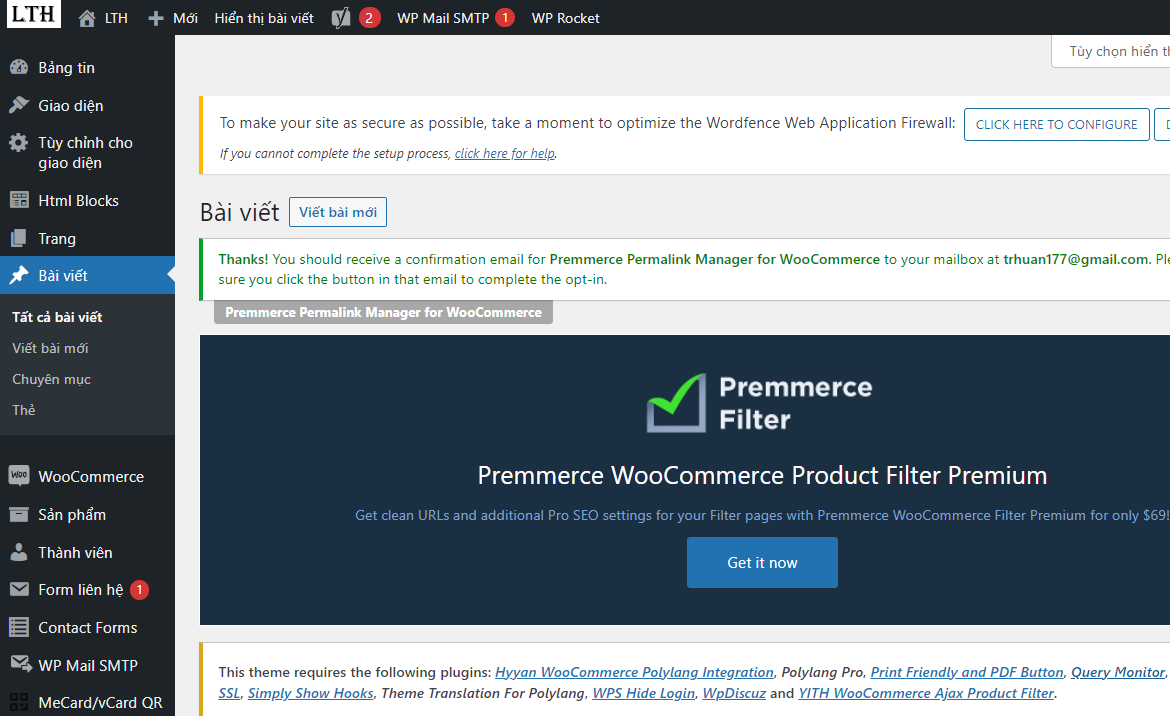 LTH LTH Mới Hiển thị bài viết 2 WP Mail SMTP 1 WP Rocket
Tùy chọn hiển
Bảng tin
Giao diện
Tùy chỉnh cho
giao diện
Html Blocks
Trang
Bài viết
Tất cả bài viết
Viết bài mới
Chuyên mục
Thẻ
WooCommerce
Sản phẩm
Thành viên
Form liên hệ 1
Contact Forms
WP Mail SMTP
MeCard/vCard QR
To make your site as secure as possible, take a moment to optimize the Wordfence Web Application Firewall: CLICK HERE TO CONFIGURE
If you cannot complete the setup process, click here for help.
Bài viết Viết bài mới
Thanks! You should receive a confirmation email for Premmerce Permalink Manager for WooCommerce to your mailbox at trhuan177@gmail.com.
sure you click the button in that email to complete the opt-in.
Premmerce Permalink Manager for WooCommerce
Premmerce
Filter
Premmerce WooCommerce Product Filter Premium
Get clean URLs and additional Pro SEO settings for your Filter pages with Premmerce WooCommerce Filter Premium for only $69!
Get it now
This theme requires the following plugins: Hyyan WooCommerce Polylang Integration, Polylang Pro, Print Friendly and PDF Button, Query Monitor,
SSL, Simply Show Hooks, Theme Translation For Polylang, WPS Hide Login, WpDiscuz and YITH WooCommerce Ajax Product Filter.